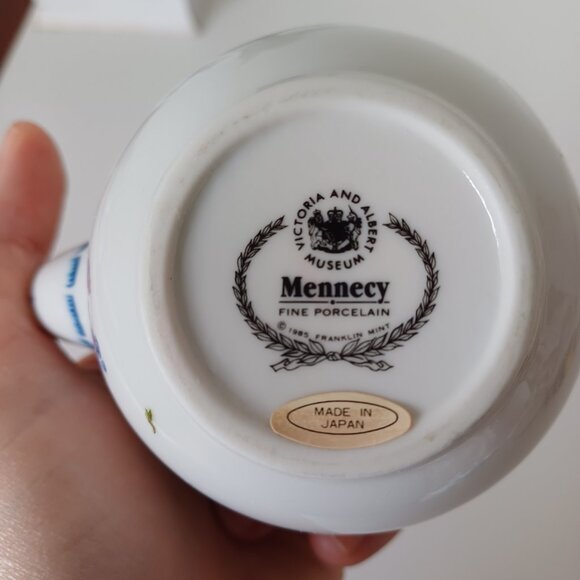 VICTORIA AND ALBERT
MUSEUM
Mennecy
FINE PORCELAIN
© 1985 FRANKLIN MINT
MADE IN
JAPAN